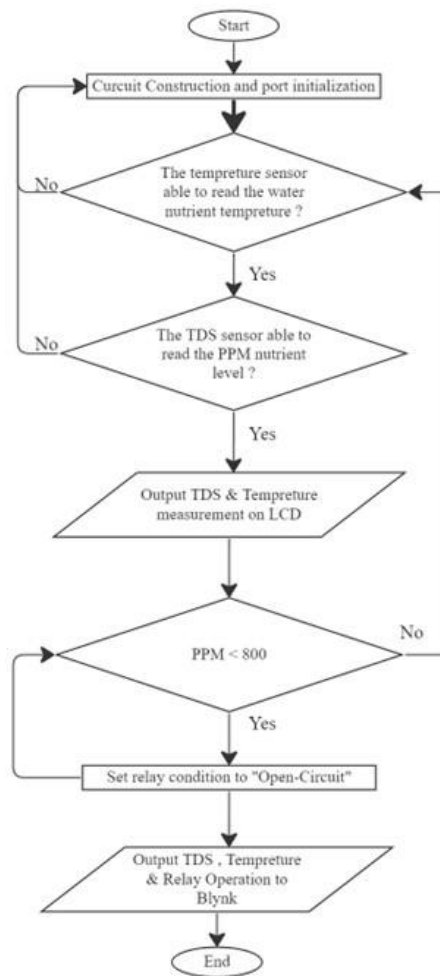 Start
Curcuit Construction and port initialization
No
The tempreture sensor
able to read the water
nutrient tempreture ?
Yes
No
The TDS sensor able to
read the PPM nutrient
level ?
Yes
Output TDS & Tempreture
measurement on LCD
No
PPM < 800
Yes
Set relay condition to "Open-Circuit"
Output TDS , Tempreture
& Relay Operation to
Blynk
End